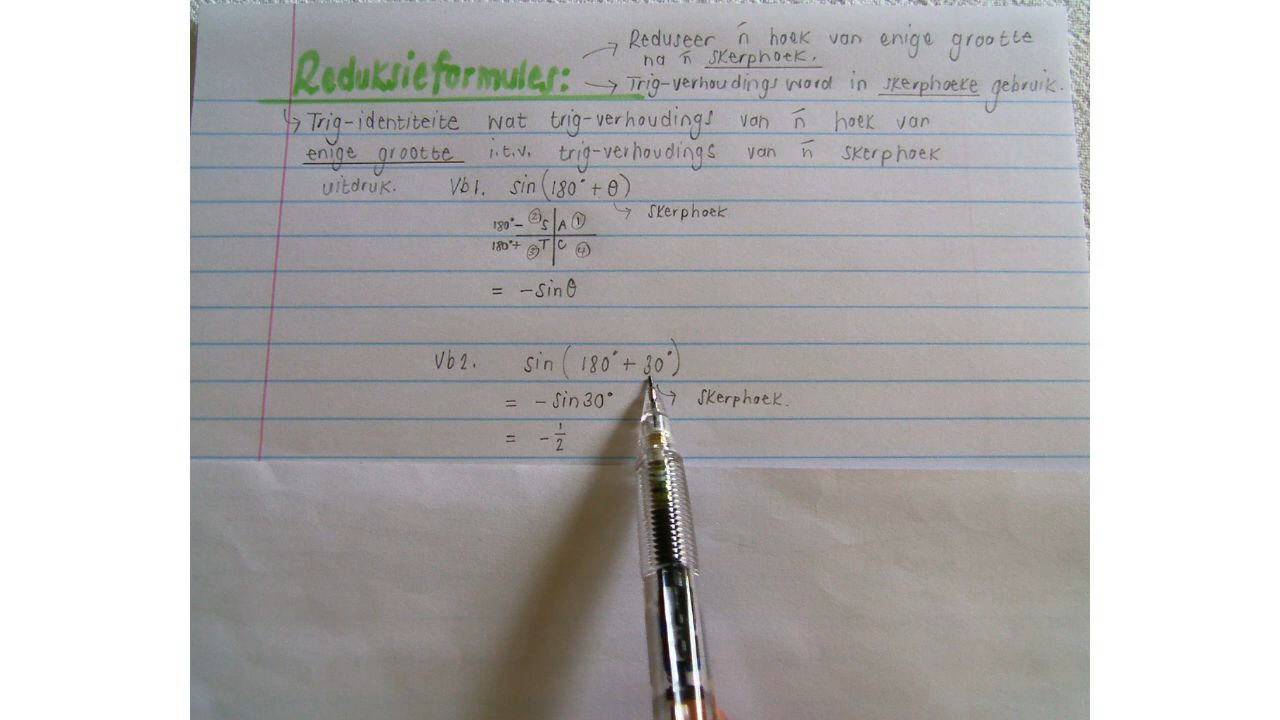 Reduksieformules:
→ Reduseer 'n hoek van enige grootte
na 'n skerphoek.
→ Trig-verhoudings word in skerphoeke gebruik.
↳ Trig-identiteite wat trig-verhoudings van 'n hoek van
enige grootte i.t.v. trig-verhoudings van 'n skerphoek
uitdruk. Vb1. sin(180° + θ)
↳ skerphoek
180°- ② S | A ①
180°+ ③ T | C ④
= -sinθ
Vb2. sin(180° + 30°)
= -sin30° ↳ skerphoek.
= -1/2